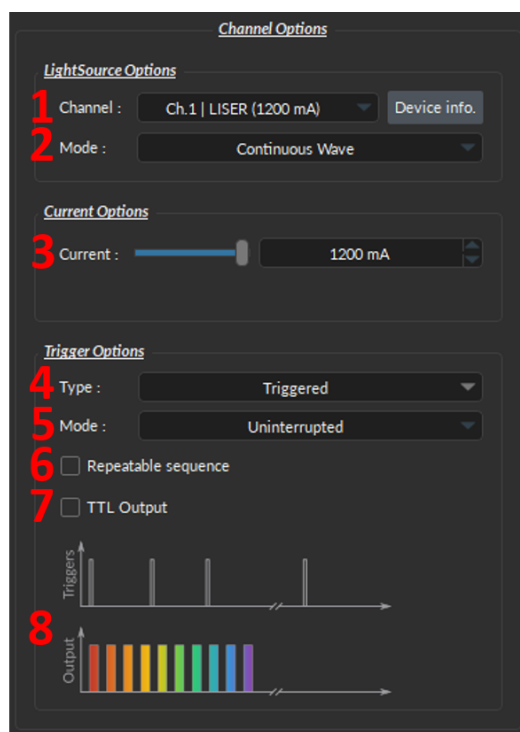 Channel Options
LightSource Options
1 Channel : Ch.1 | LISER (1200 mA) Device info.
2 Mode : Continuous Wave
Current Options
3 Current : 1200 mA
Trigger Options
4 Type : Triggered
5 Mode : Uninterrupted
6 Repeatable sequence
7 TTL Output
Triggers
8
Output